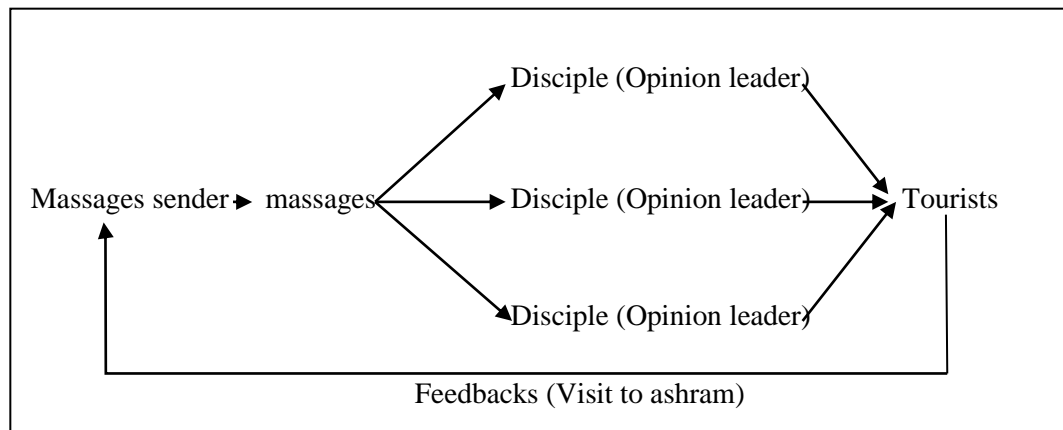 Disciple (Opinion leader)
Massages sender massages Disciple (Opinion leader) Tourists
Disciple (Opinion leader)
Feedbacks (Visit to ashram)